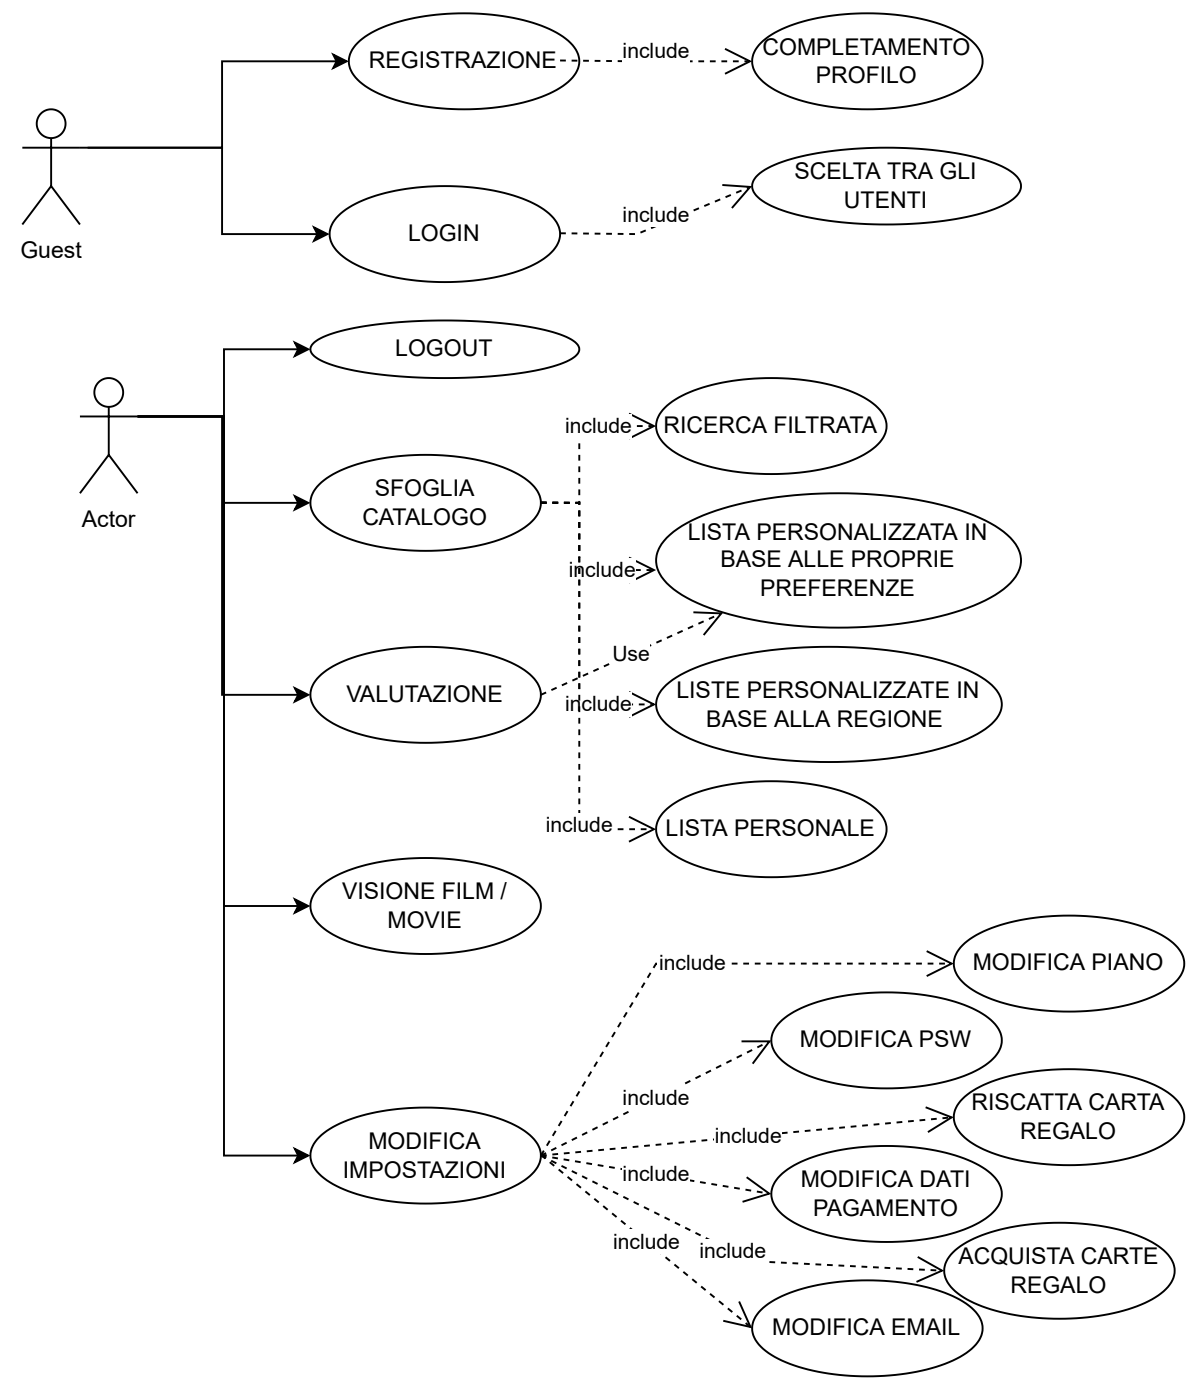 REGISTRAZIONE
include
COMPLETAMENTO
PROFILO
Guest
LOGIN
include
SCELTA TRA GLI
UTENTI
Actor
LOGOUT
SFOGLIA
CATALOGO
include
RICERCA FILTRATA
include
LISTA PERSONALIZZATA IN
BASE ALLE PROPRIE
PREFERENZE
VALUTAZIONE
Use
include
LISTE PERSONALIZZATE IN
BASE ALLA REGIONE
include
LISTA PERSONALE
VISIONE FILM /
MOVIE
MODIFICA
IMPOSTAZIONI
include
MODIFICA PIANO
include
MODIFICA PSW
include
RISCATTA CARTA
REGALO
include
MODIFICA DATI
PAGAMENTO
include
ACQUISTA CARTE
REGALO
include
MODIFICA EMAIL